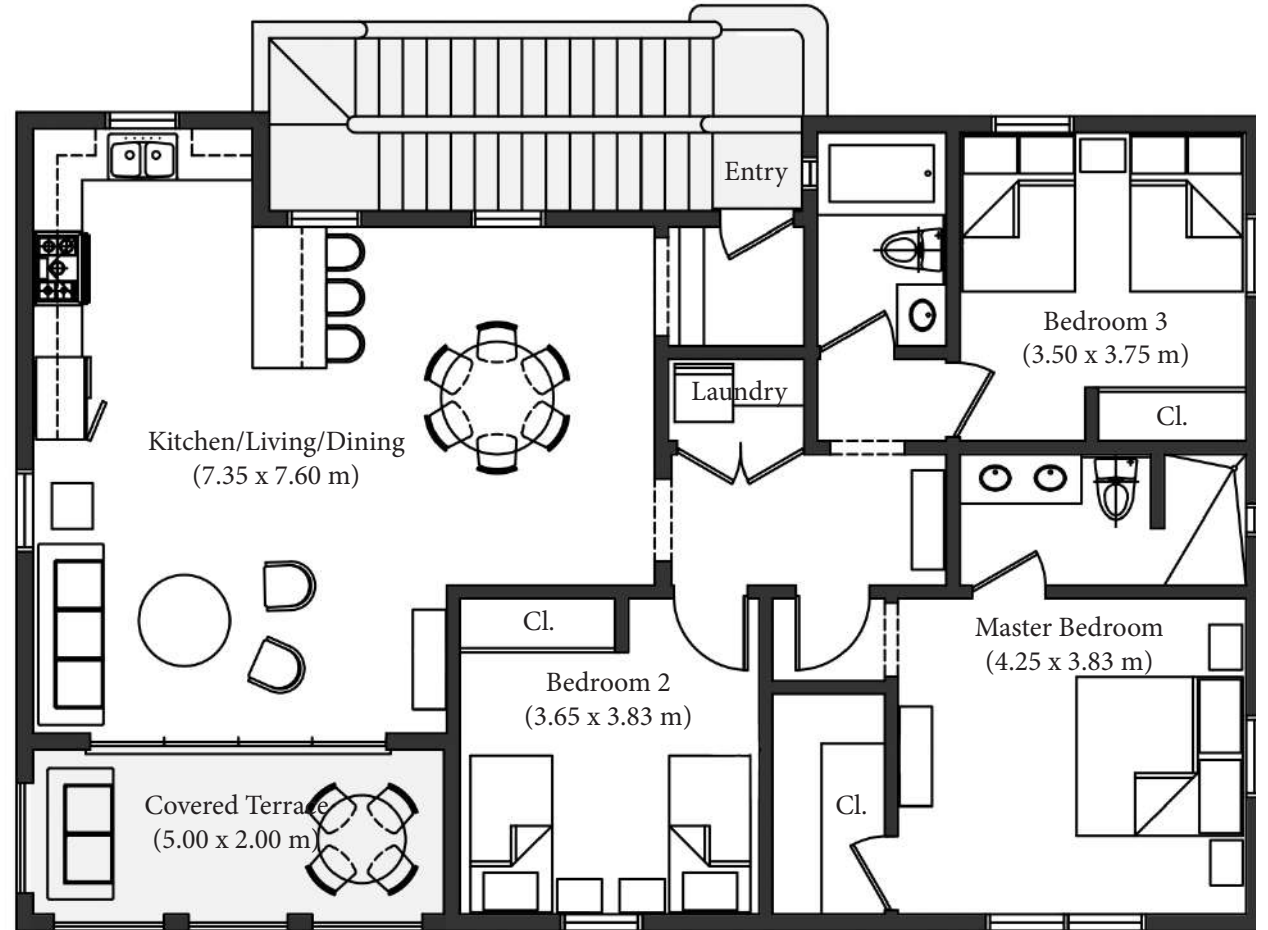 Entry
Bedroom 3
(3.50 x 3.75 m)
Laundry
Cl.
Kitchen/Living/Dining
(7.35 x 7.60 m)
Cl.
Master Bedroom
(4.25 x 3.83 m)
Bedroom 2
(3.65 x 3.83 m)
Covered Terrace
(5.00 x 2.00 m)
Cl.